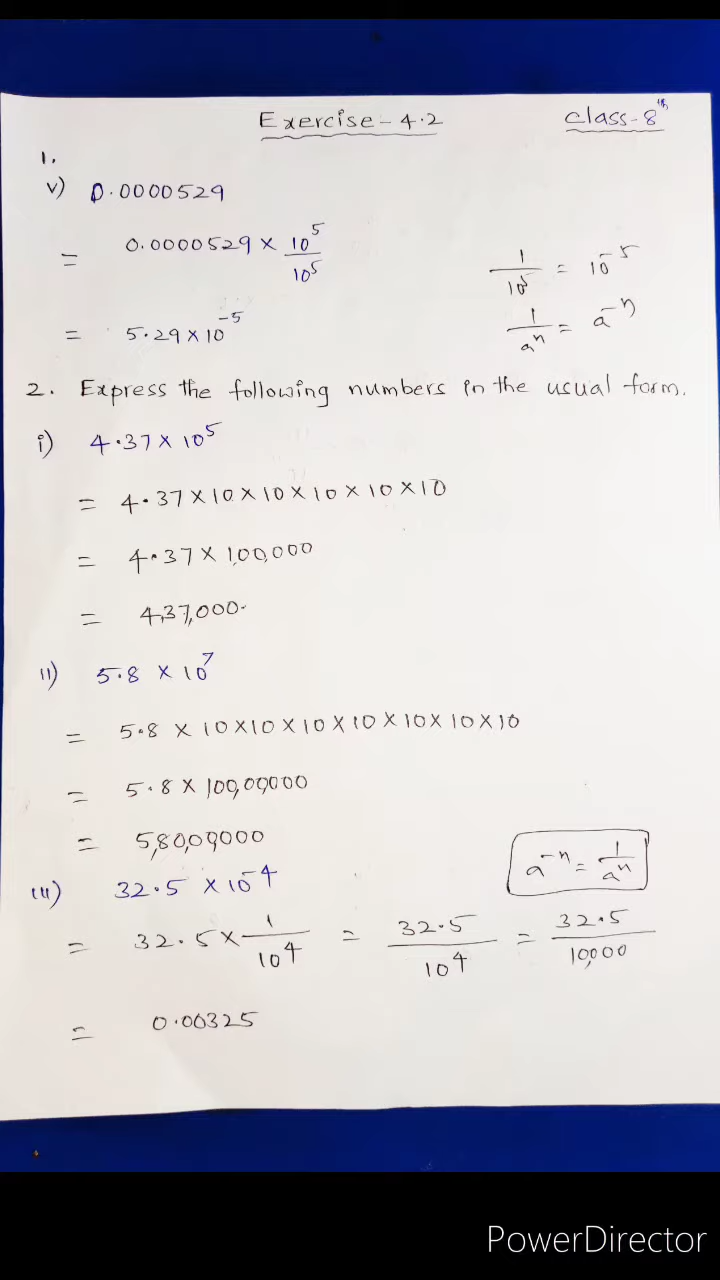 Exercise - 4.2 Class - 8th
1.
v) 0.0000529
= 0.0000529 × 10^5 / 10^5
1 / 10^5 = 10^-5
= 5.29 × 10^-5
1 / a^n = a^-n
2. Express the following numbers in the usual form.
i) 4.37 × 10^5
= 4.37 × 10 × 10 × 10 × 10 × 10
= 4.37 × 1,00,000
= 4,37,000.
ii) 5.8 × 10^7
= 5.8 × 10 × 10 × 10 × 10 × 10 × 10 × 10
= 5.8 × 100,00,000
= 5,80,00,000
a^-n = 1 / a^n
iii) 32.5 × 10^-4
= 32.5 × 1 / 10^4 = 32.5 / 10^4 = 32.5 / 10,000
= 0.00325
PowerDirector